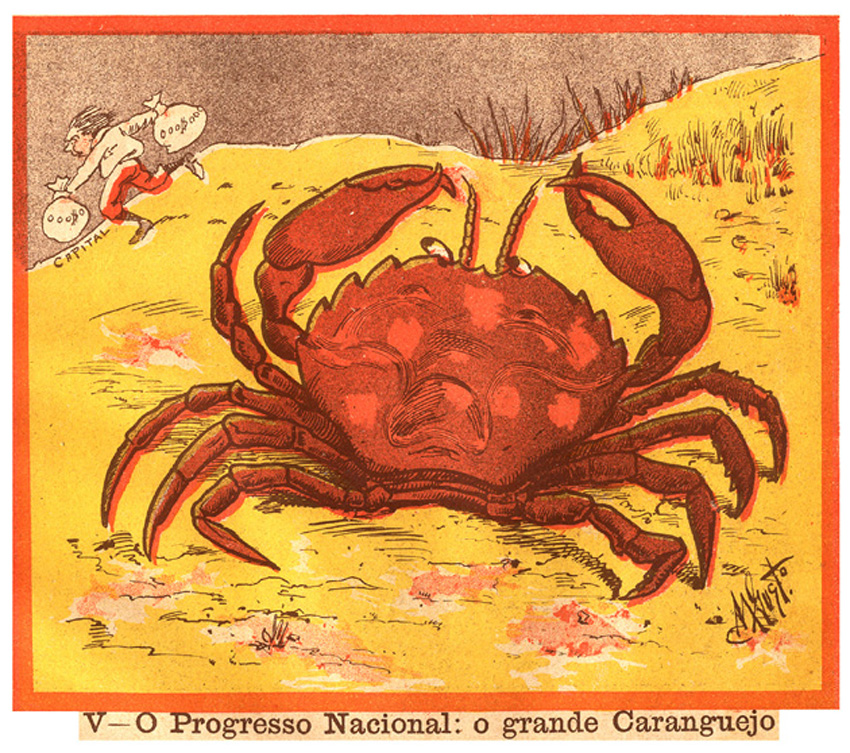 CAPITAL
V—O Progresso Nacional: o grande Caranguejo